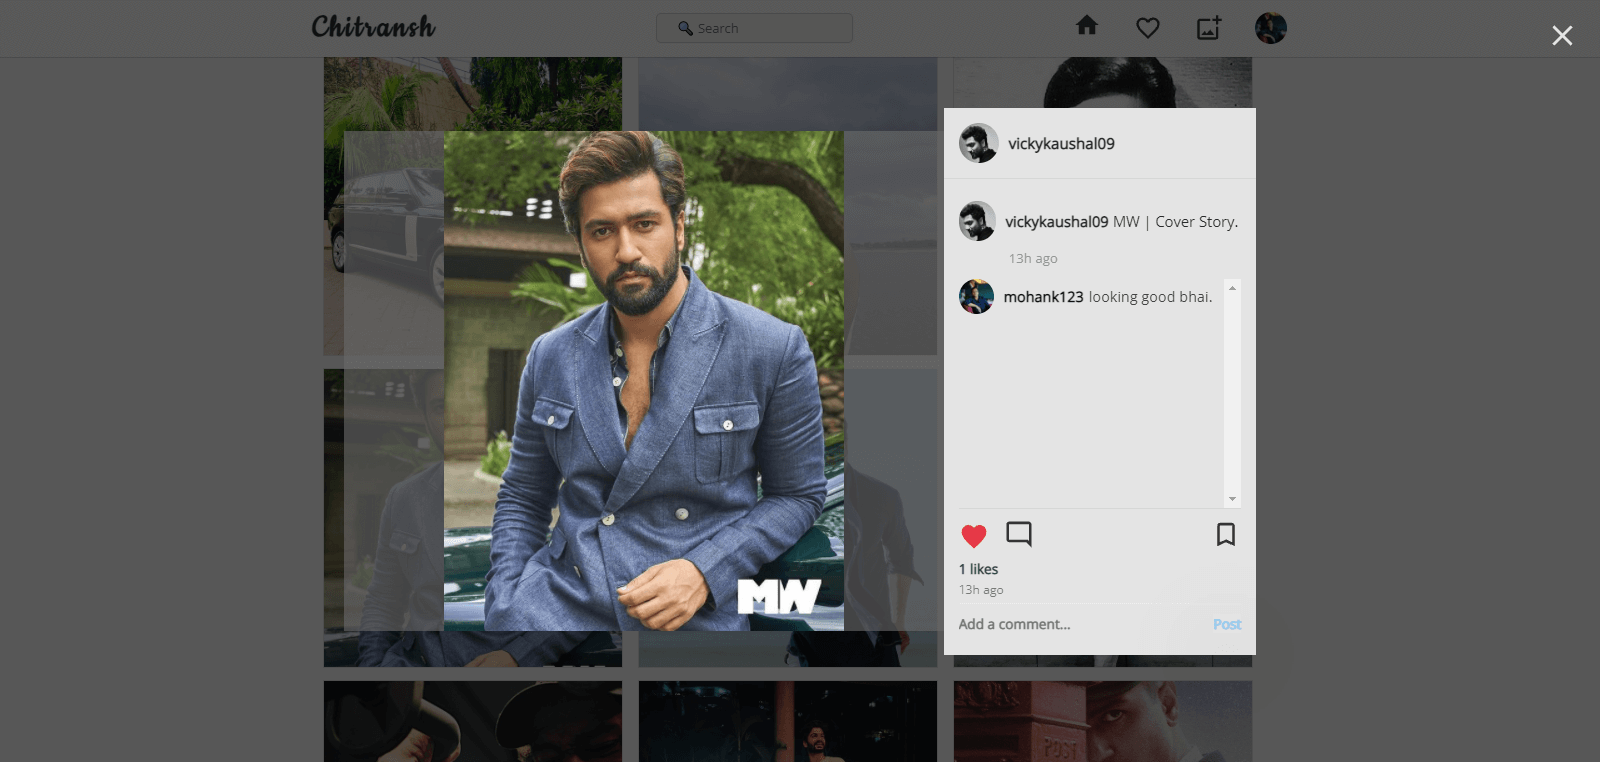 Chitransh
Search
vickykaushal09
vickykaushal09 MW | Cover Story.
13h ago
mohank123 looking good bhai.
MW
1 likes
13h ago
Add a comment...
Post
POST